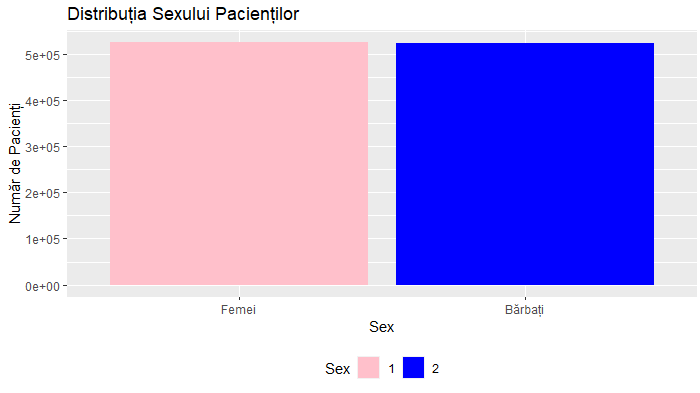 Distribuția Sexului Pacienților
Număr de Pacienți
5e+05
4e+05
3e+05
2e+05
1e+05
0e+00
Femei
Bărbați
Sex
Sex 1 2